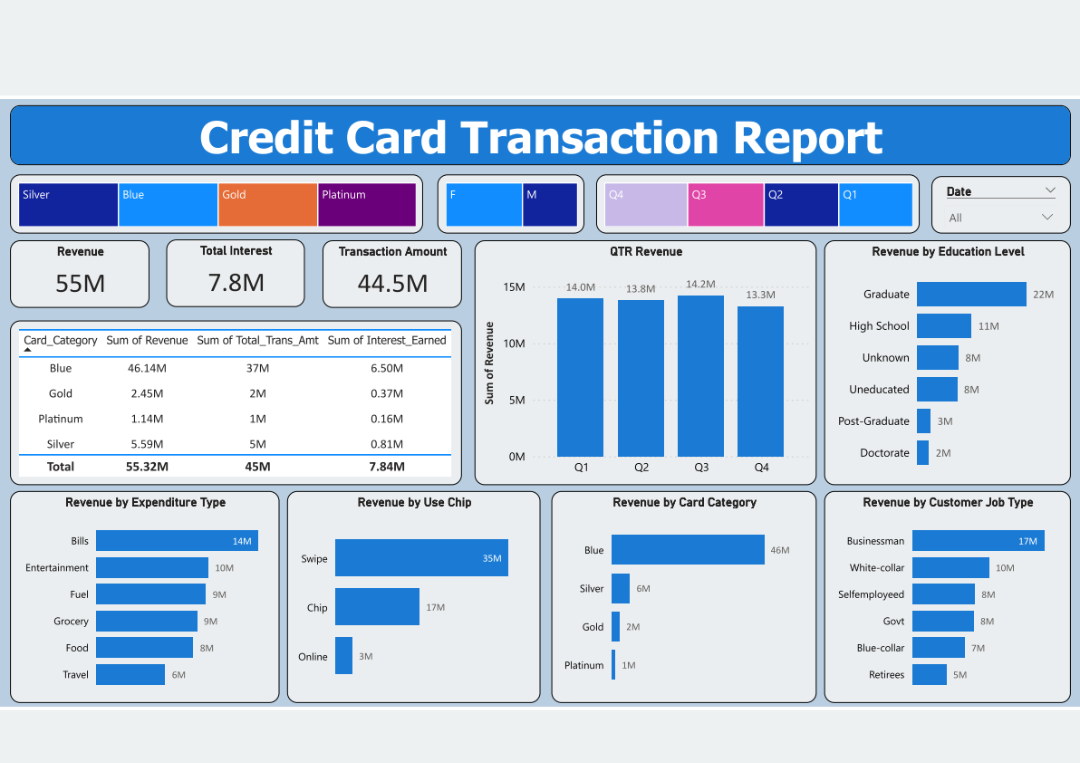 Credit Card Transaction Report
Silver Blue Gold Platinum
F M
Q4 Q3 Q2 Q1
Date
All
Revenue
55M
Total Interest
7.8M
Transaction Amount
44.5M
Card_Category Sum of Revenue Sum of Total_Trans_Amt Sum of Interest_Earned
Blue 46.14M 37M 6.50M
Gold 2.45M 2M 0.37M
Platinum 1.14M 1M 0.16M
Silver 5.59M 5M 0.81M
Total 55.32M 45M 7.84M
QTR Revenue
Sum of Revenue
15M
10M
5M
0M
14.0M 13.8M 14.2M 13.3M
Q1 Q2 Q3 Q4
Revenue by Education Level
Graduate 22M
High School 11M
Unknown 8M
Uneducated 8M
Post-Graduate 3M
Doctorate 2M
Revenue by Expenditure Type
Bills 14M
Entertainment 10M
Fuel 9M
Grocery 9M
Food 8M
Travel 6M
Revenue by Use Chip
Swipe 35M
Chip 17M
Online 3M
Revenue by Card Category
Blue 46M
Silver 6M
Gold 2M
Platinum 1M
Revenue by Customer Job Type
Businessman 17M
White-collar 10M
Selfemployeed 8M
Govt 8M
Blue-collar 7M
Retirees 5M